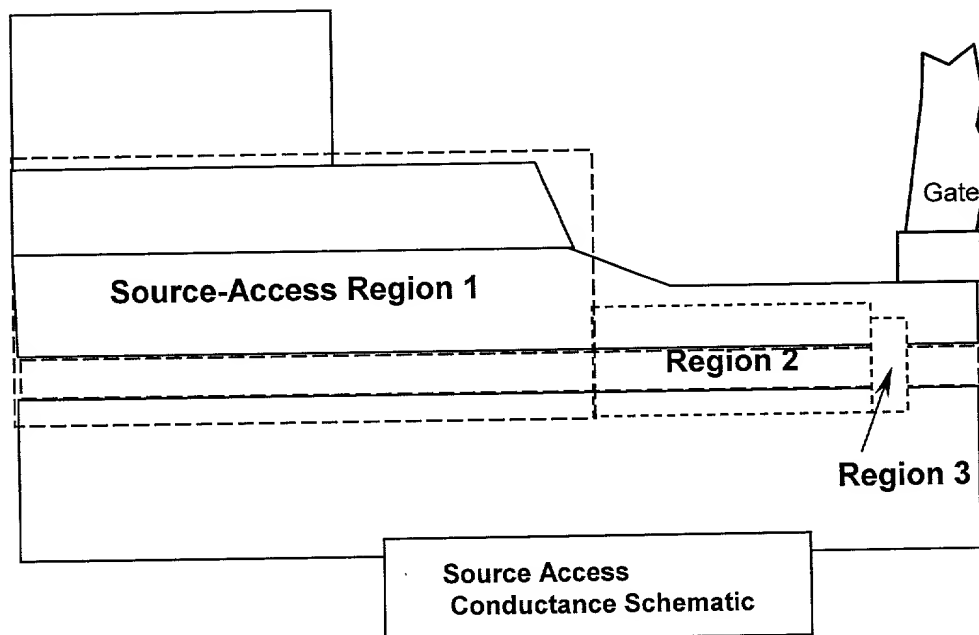 Gate
Source-Access Region 1
Region 2
Region 3
Source Access
Conductance Schematic